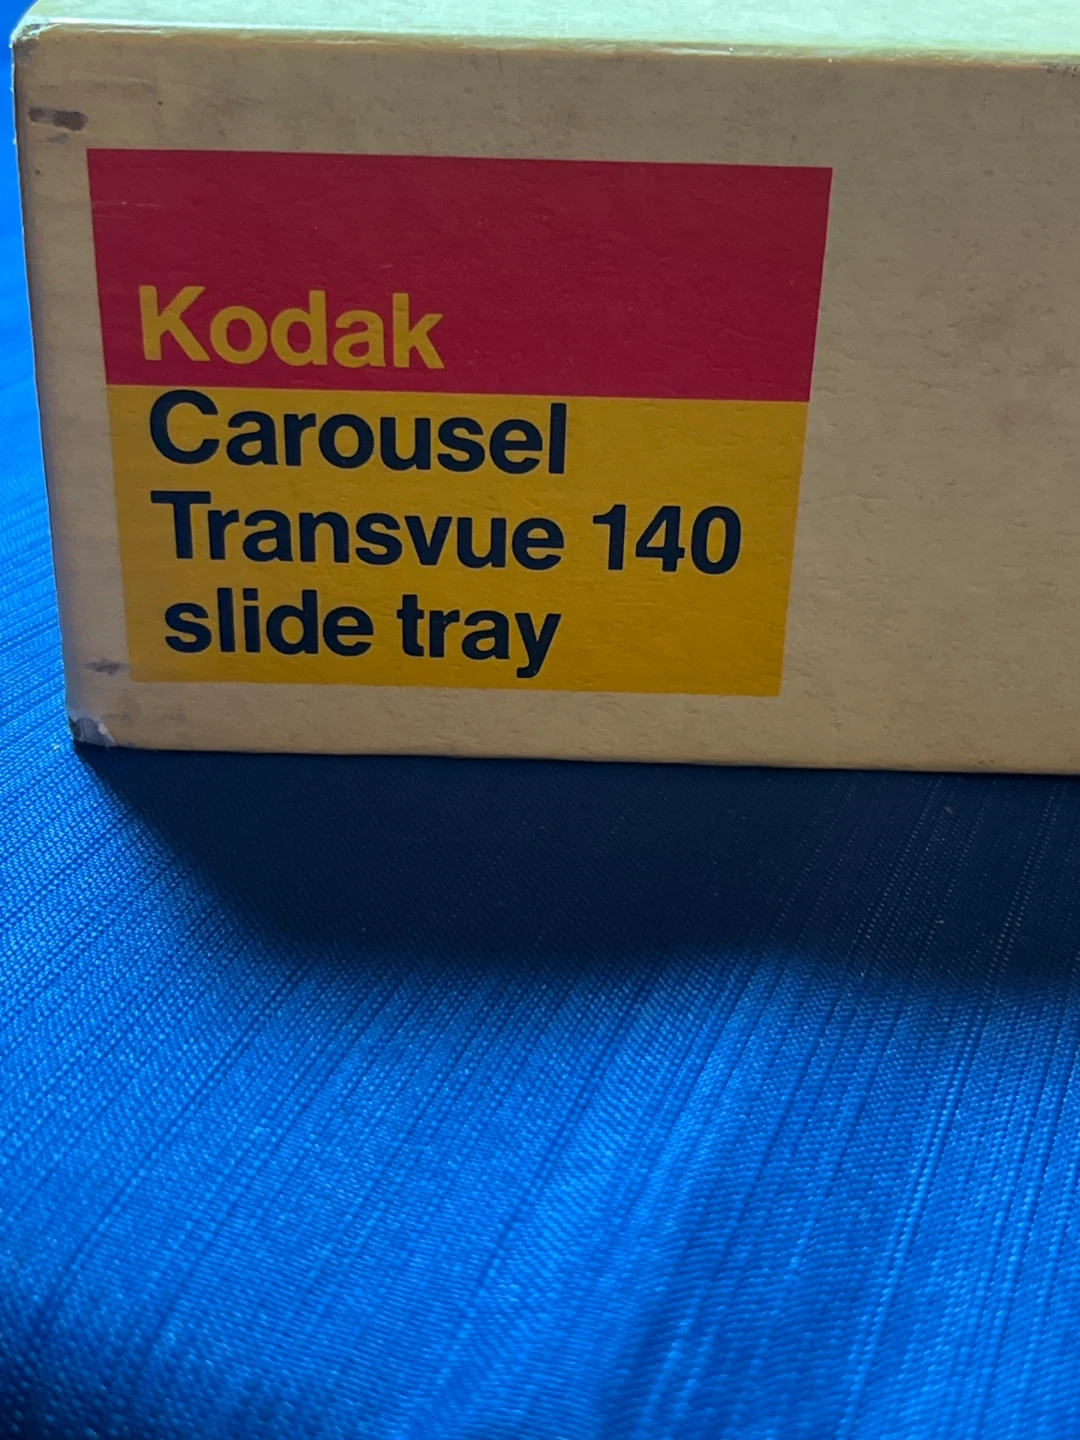 Kodak
Carousel
Transvue 140
slide tray